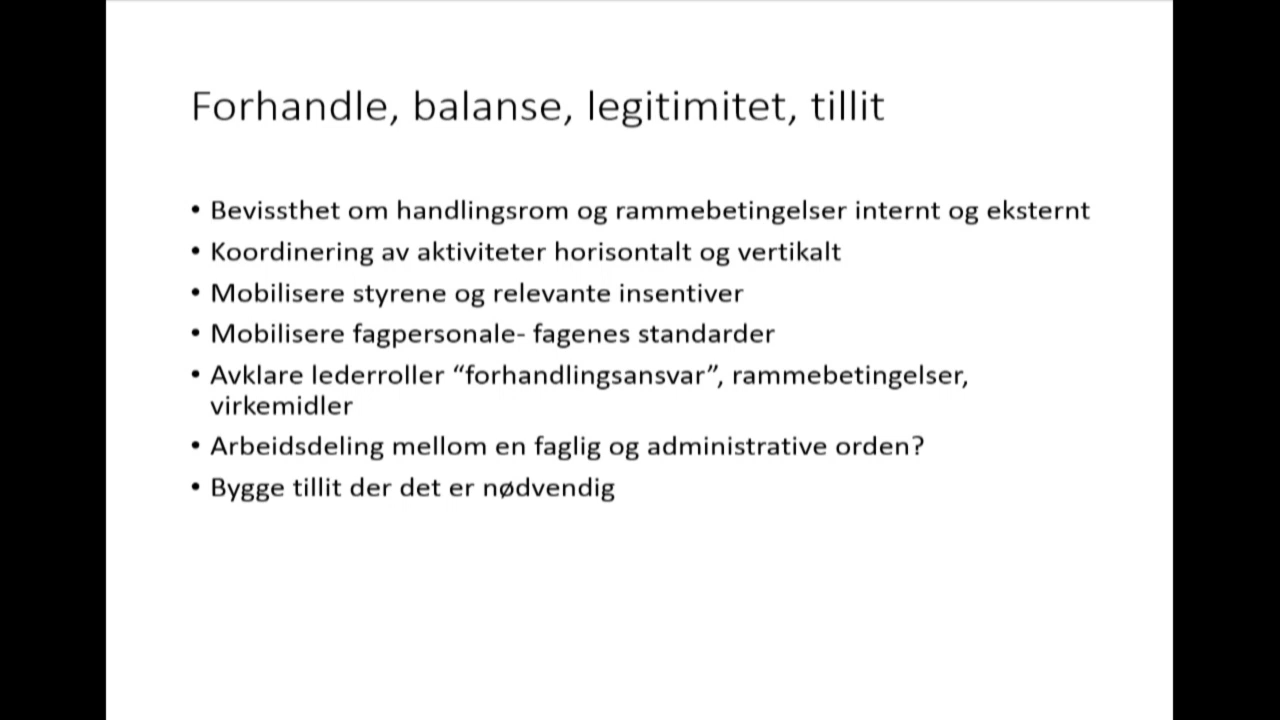 Forhandle, balanse, legitimitet, tillit
• Bevissthet om handlingsrom og rammebetingelser internt og eksternt
• Koordinering av aktiviteter horisontalt og vertikalt
• Mobilisere styrene og relevante insentiver
• Mobilisere fagpersonale- fagenes standarder
• Avklare lederroller “forhandlingsansvar”, rammebetingelser,
virkemidler
• Arbeidsdeling mellom en faglig og administrative orden?
• Bygge tillit der det er nødvendig